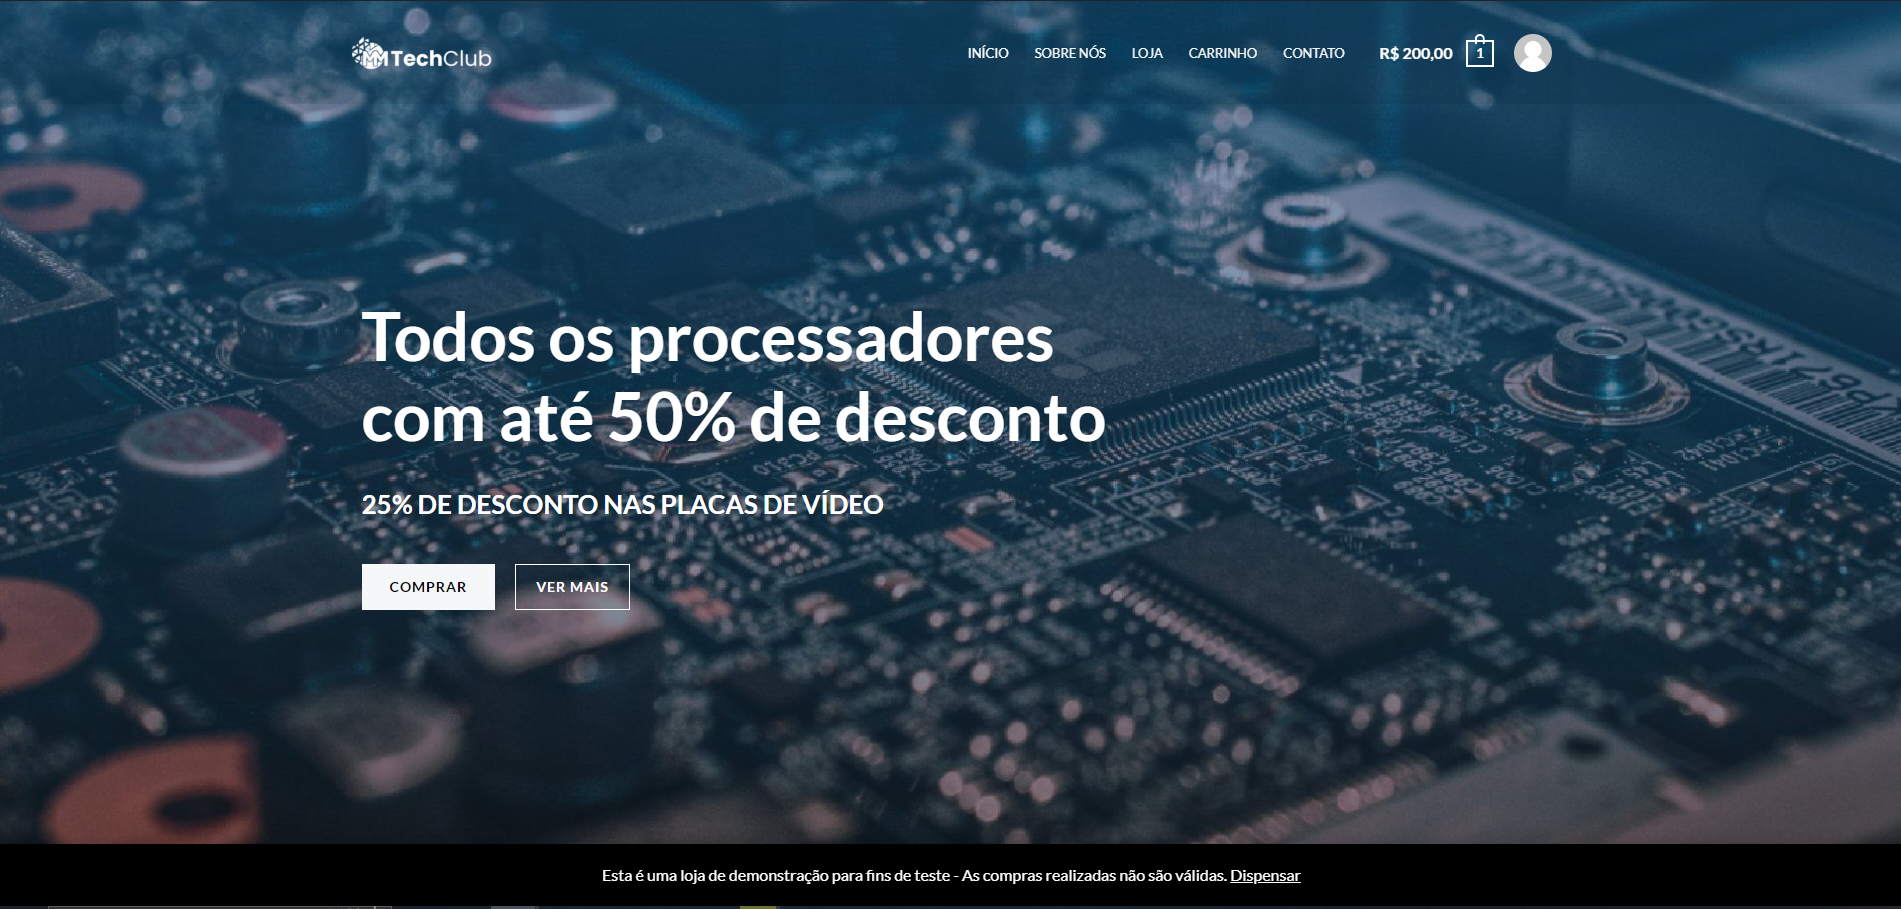 MMTechClub
INÍCIO SOBRE NÓS LOJA CARRINHO CONTATO R$ 200,00 1
Todos os processadores
com até 50% de desconto
25% DE DESCONTO NAS PLACAS DE VÍDEO
COMPRAR VER MAIS
Esta é uma loja de demonstração para fins de teste - As compras realizadas não são válidas. Dispensar